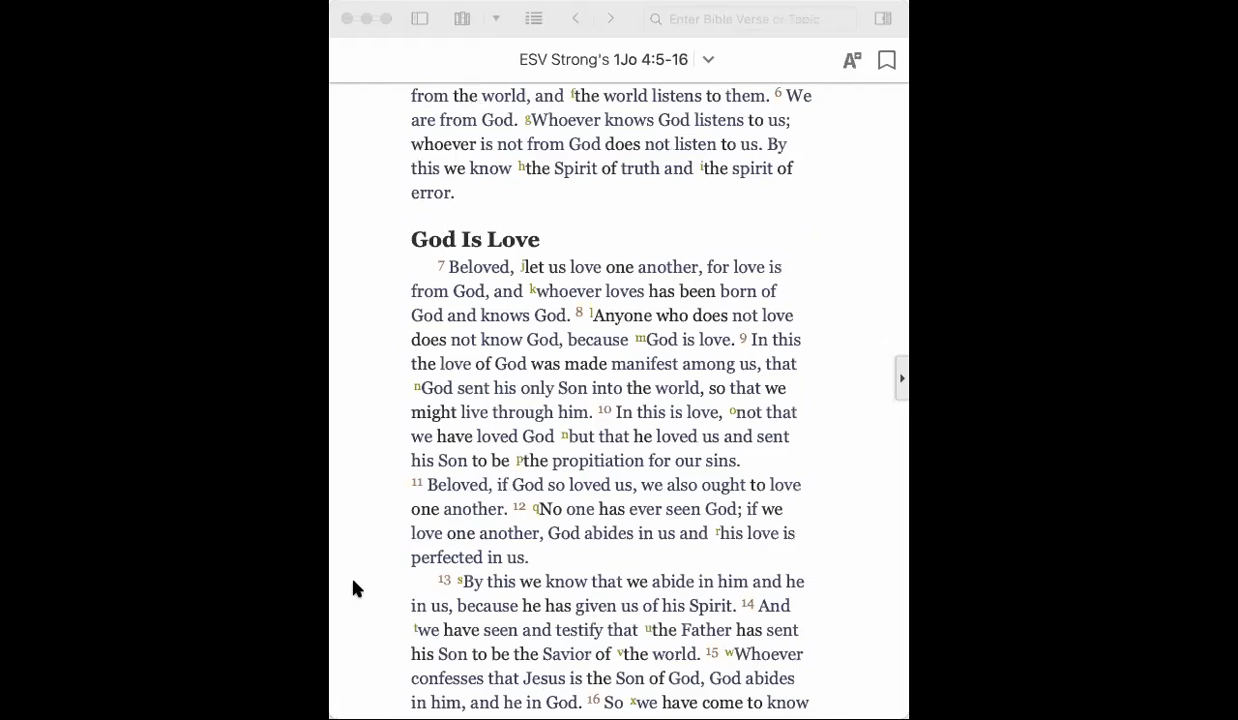 Enter Bible Verse or Topic
ESV Strong's 1Jo 4:5-16
from the world, and fthe world listens to them. 6 We
are from God. gWhoever knows God listens to us;
whoever is not from God does not listen to us. By
this we know hthe Spirit of truth and ithe spirit of
error.
God Is Love
7 Beloved, jlet us love one another, for love is
from God, and kwhoever loves has been born of
God and knows God. 8 lAnyone who does not love
does not know God, because mGod is love. 9 In this
the love of God was made manifest among us, that
nGod sent his only Son into the world, so that we
might live through him. 10 In this is love, onot that
we have loved God nbut that he loved us and sent
his Son to be pthe propitiation for our sins.
11 Beloved, if God so loved us, we also ought to love
one another. 12 qNo one has ever seen God; if we
love one another, God abides in us and rhis love is
perfected in us.
13 sBy this we know that we abide in him and he
in us, because he has given us of his Spirit. 14 And
twe have seen and testify that uthe Father has sent
his Son to be the Savior of vthe world. 15 wWhoever
confesses that Jesus is the Son of God, God abides
in him, and he in God. 16 So xwe have come to know